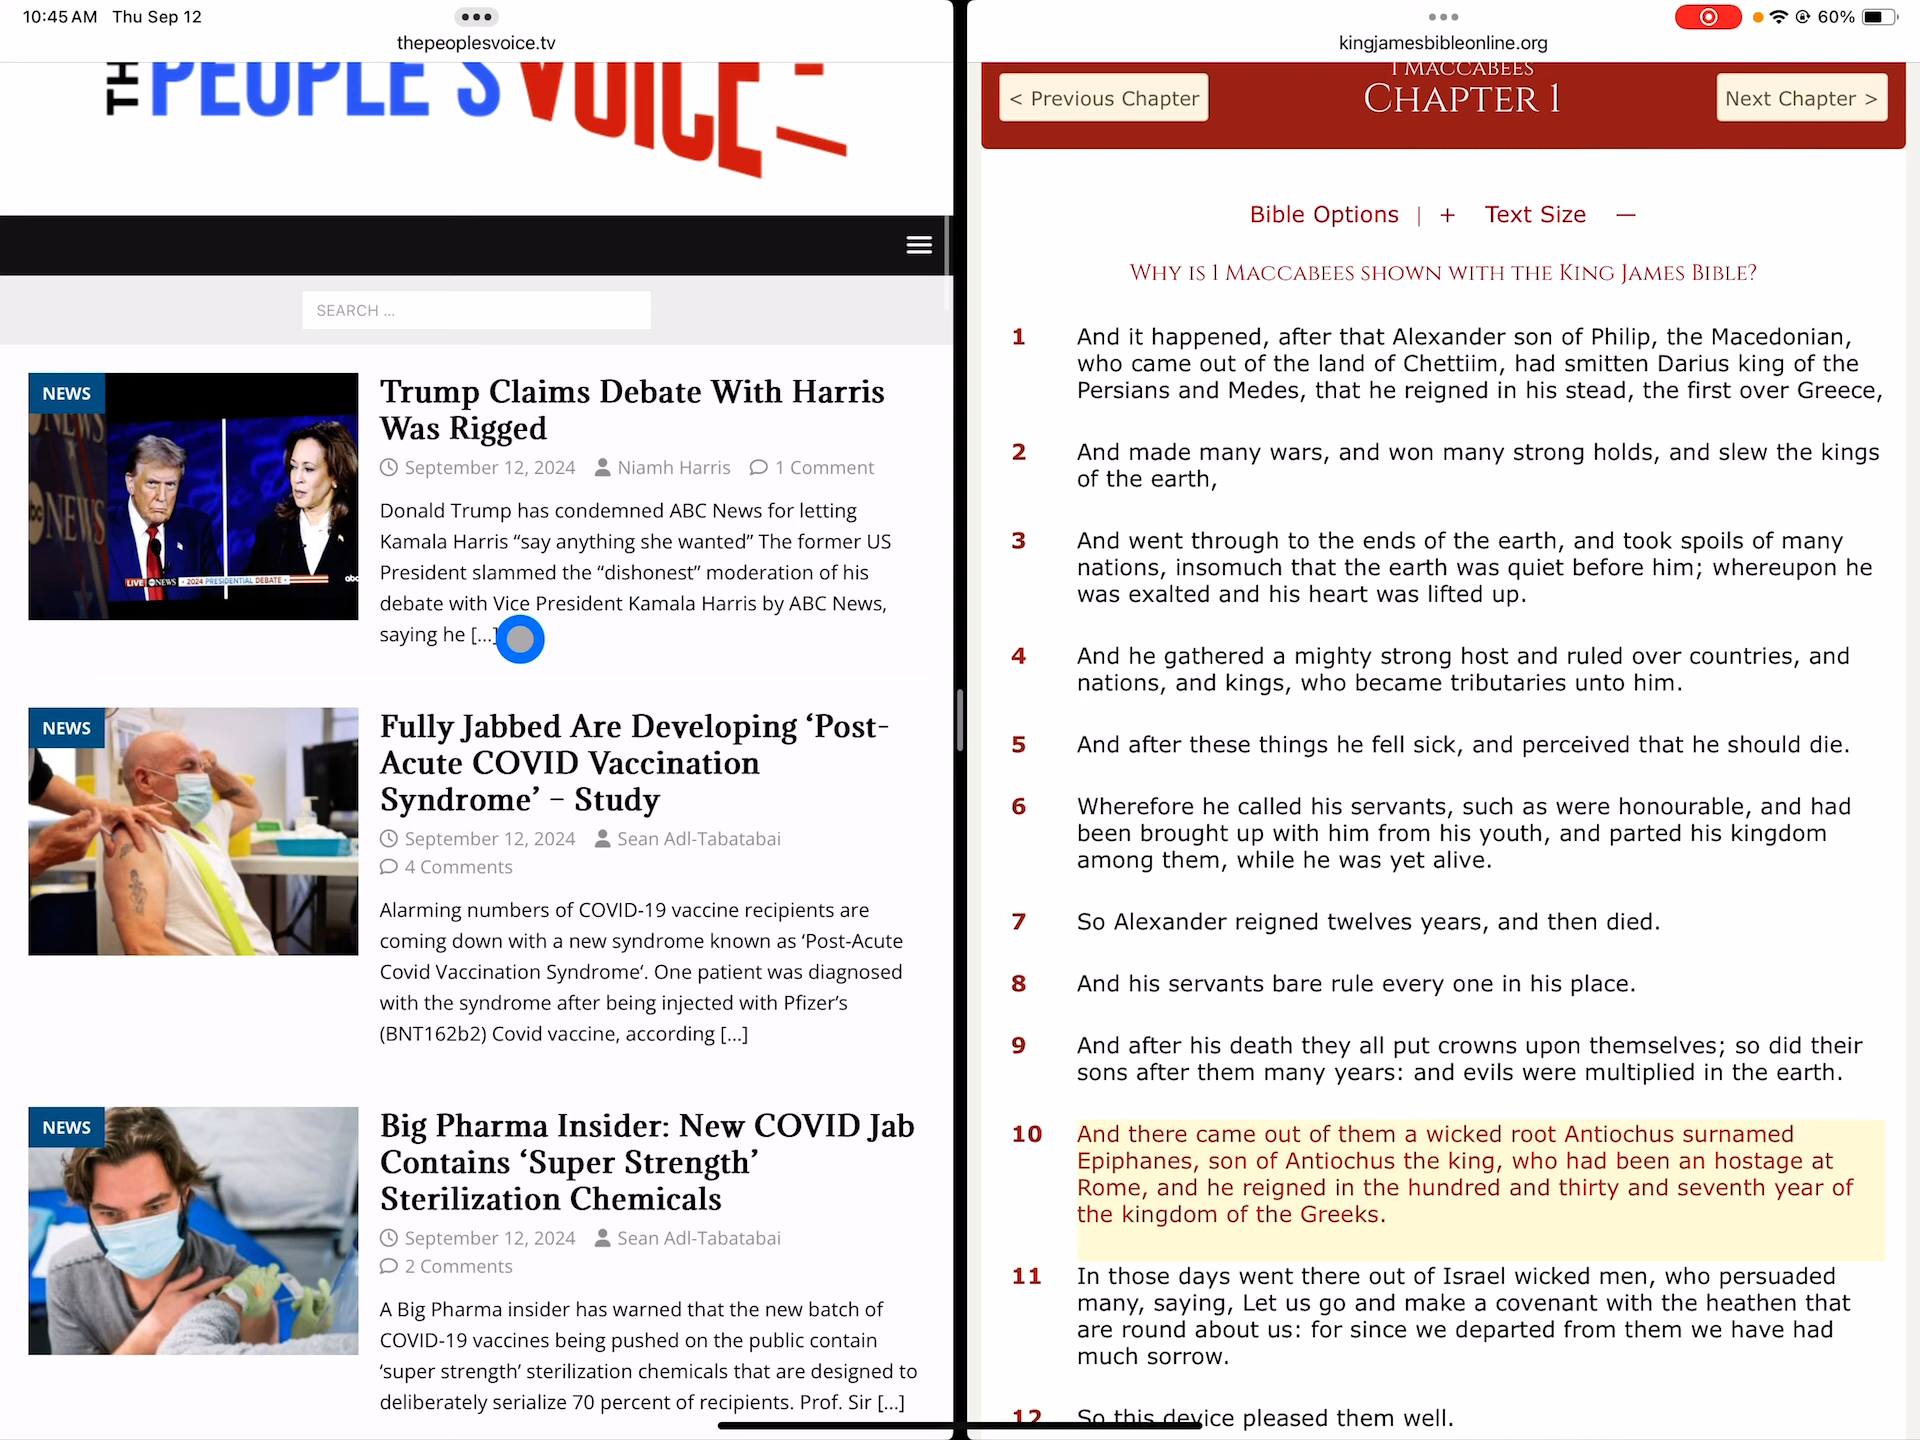 10:45 AM Thu Sep 12
thepeoplesvoice.tv
THE PEOPLE'S VOICE
SEARCH ...
NEWS
Trump Claims Debate With Harris
Was Rigged
September 12, 2024 Niamh Harris 1 Comment
Donald Trump has condemned ABC News for letting
Kamala Harris “say anything she wanted” The former US
President slammed the “dishonest” moderation of his
debate with Vice President Kamala Harris by ABC News,
saying he [...]
NEWS
NEWS
LIVE abc NEWS 2024 PRESIDENTIAL DEBATE
abc
NEWS
Fully Jabbed Are Developing ‘Post-
Acute COVID Vaccination
Syndrome’ – Study
September 12, 2024 Sean Adl-Tabatabai
4 Comments
Alarming numbers of COVID-19 vaccine recipients are
coming down with a new syndrome known as ‘Post-Acute
Covid Vaccination Syndrome‘. One patient was diagnosed
with the syndrome after being injected with Pfizer’s
(BNT162b2) Covid vaccine, according [...]
NEWS
Big Pharma Insider: New COVID Jab
Contains ‘Super Strength’
Sterilization Chemicals
September 12, 2024 Sean Adl-Tabatabai
2 Comments
A Big Pharma insider has warned that the new batch of
COVID-19 vaccines being pushed on the public contain
‘super strength’ sterilization chemicals that are designed to
deliberately serialize 70 percent of recipients. Prof. Sir [...]
60%
kingjamesbibleonline.org
1 Maccabees
< Previous Chapter
Chapter 1
Next Chapter >
Bible Options | + Text Size —
Why is 1 Maccabees shown with the King James Bible?
1 And it happened, after that Alexander son of Philip, the Macedonian,
who came out of the land of Chettiim, had smitten Darius king of the
Persians and Medes, that he reigned in his stead, the first over Greece,
2 And made many wars, and won many strong holds, and slew the kings
of the earth,
3 And went through to the ends of the earth, and took spoils of many
nations, insomuch that the earth was quiet before him; whereupon he
was exalted and his heart was lifted up.
4 And he gathered a mighty strong host and ruled over countries, and
nations, and kings, who became tributaries unto him.
5 And after these things he fell sick, and perceived that he should die.
6 Wherefore he called his servants, such as were honourable, and had
been brought up with him from his youth, and parted his kingdom
among them, while he was yet alive.
7 So Alexander reigned twelves years, and then died.
8 And his servants bare rule every one in his place.
9 And after his death they all put crowns upon themselves; so did their
sons after them many years: and evils were multiplied in the earth.
10 And there came out of them a wicked root Antiochus surnamed
Epiphanes, son of Antiochus the king, who had been an hostage at
Rome, and he reigned in the hundred and thirty and seventh year of
the kingdom of the Greeks.
11 In those days went there out of Israel wicked men, who persuaded
many, saying, Let us go and make a covenant with the heathen that
are round about us: for since we departed from them we have had
much sorrow.
12 So this device pleased them well.